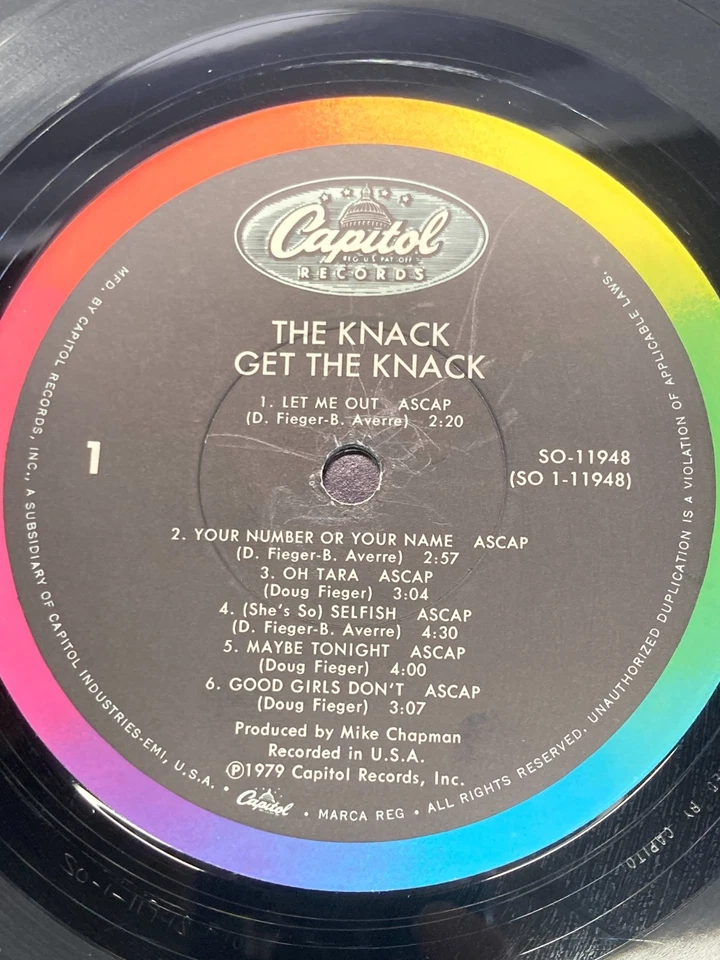 Capitol
REG US PAT OFF
RECORDS
THE KNACK
GET THE KNACK
1. LET ME OUT ASCAP
(D. Fieger-B. Averre) 2:20
1
SO-11948
(SO 1-11948)
2. YOUR NUMBER OR YOUR NAME ASCAP
(D. Fieger-B. Averre) 2:57
3. OH TARA ASCAP
(Doug Fieger) 3:04
4. (She's So) SELFISH ASCAP
(D. Fieger-B. Averre) 4:30
5. MAYBE TONIGHT ASCAP
(Doug Fieger) 4:00
6. GOOD GIRLS DON'T ASCAP
(Doug Fieger) 3:07
Produced by Mike Chapman
Recorded in U.S.A.
Ⓟ1979 Capitol Records, Inc.
MFD. BY CAPITOL RECORDS, INC., A SUBSIDIARY OF CAPITOL INDUSTRIES-EMI, U.S.A. • Capitol • MARCA REG • ALL RIGHTS RESERVED. UNAUTHORIZED DUPLICATION IS A VIOLATION OF APPLICABLE LAWS.
BY CAPITOL